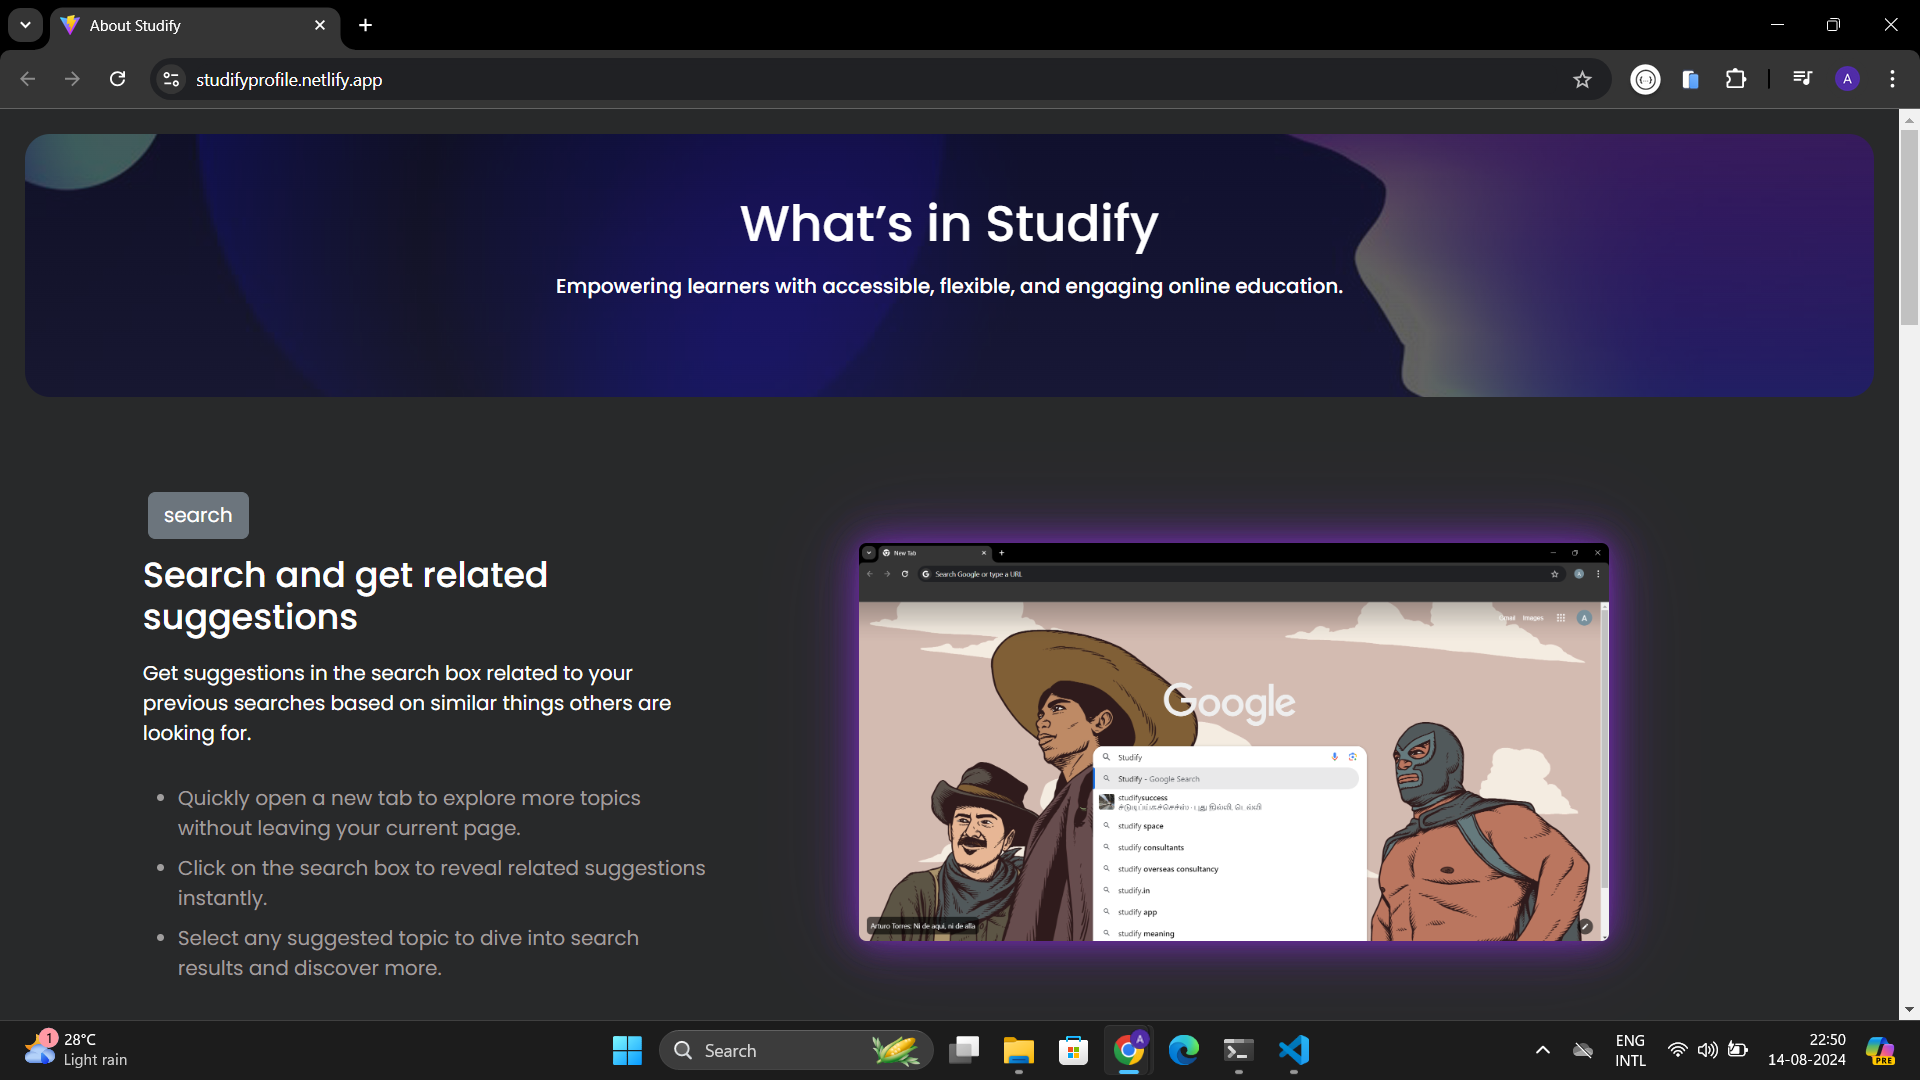 About Studify
studifyprofile.netlify.app
A
What's in Studify
Empowering learners with accessible, flexible, and engaging online education.
search
Search and get related
suggestions
Get suggestions in the search box related to your
previous searches based on similar things others are
looking for.
Quickly open a new tab to explore more topics
without leaving your current page.
Click on the search box to reveal related suggestions
instantly.
Select any suggested topic to dive into search
results and discover more.
New Tab
Search Google or type a URL
A
Gmail Images
A
Google
Studify
Studify - Google Search
studifysuccess
studify space
studify consultants
studify overseas consultancy
studify.in
studify app
studify meaning
Arturo Torres: Ni de aquí, ni de allá
1
28°C
Light rain
Search
A
ENG
INTL
22:50
14-08-2024
PRE